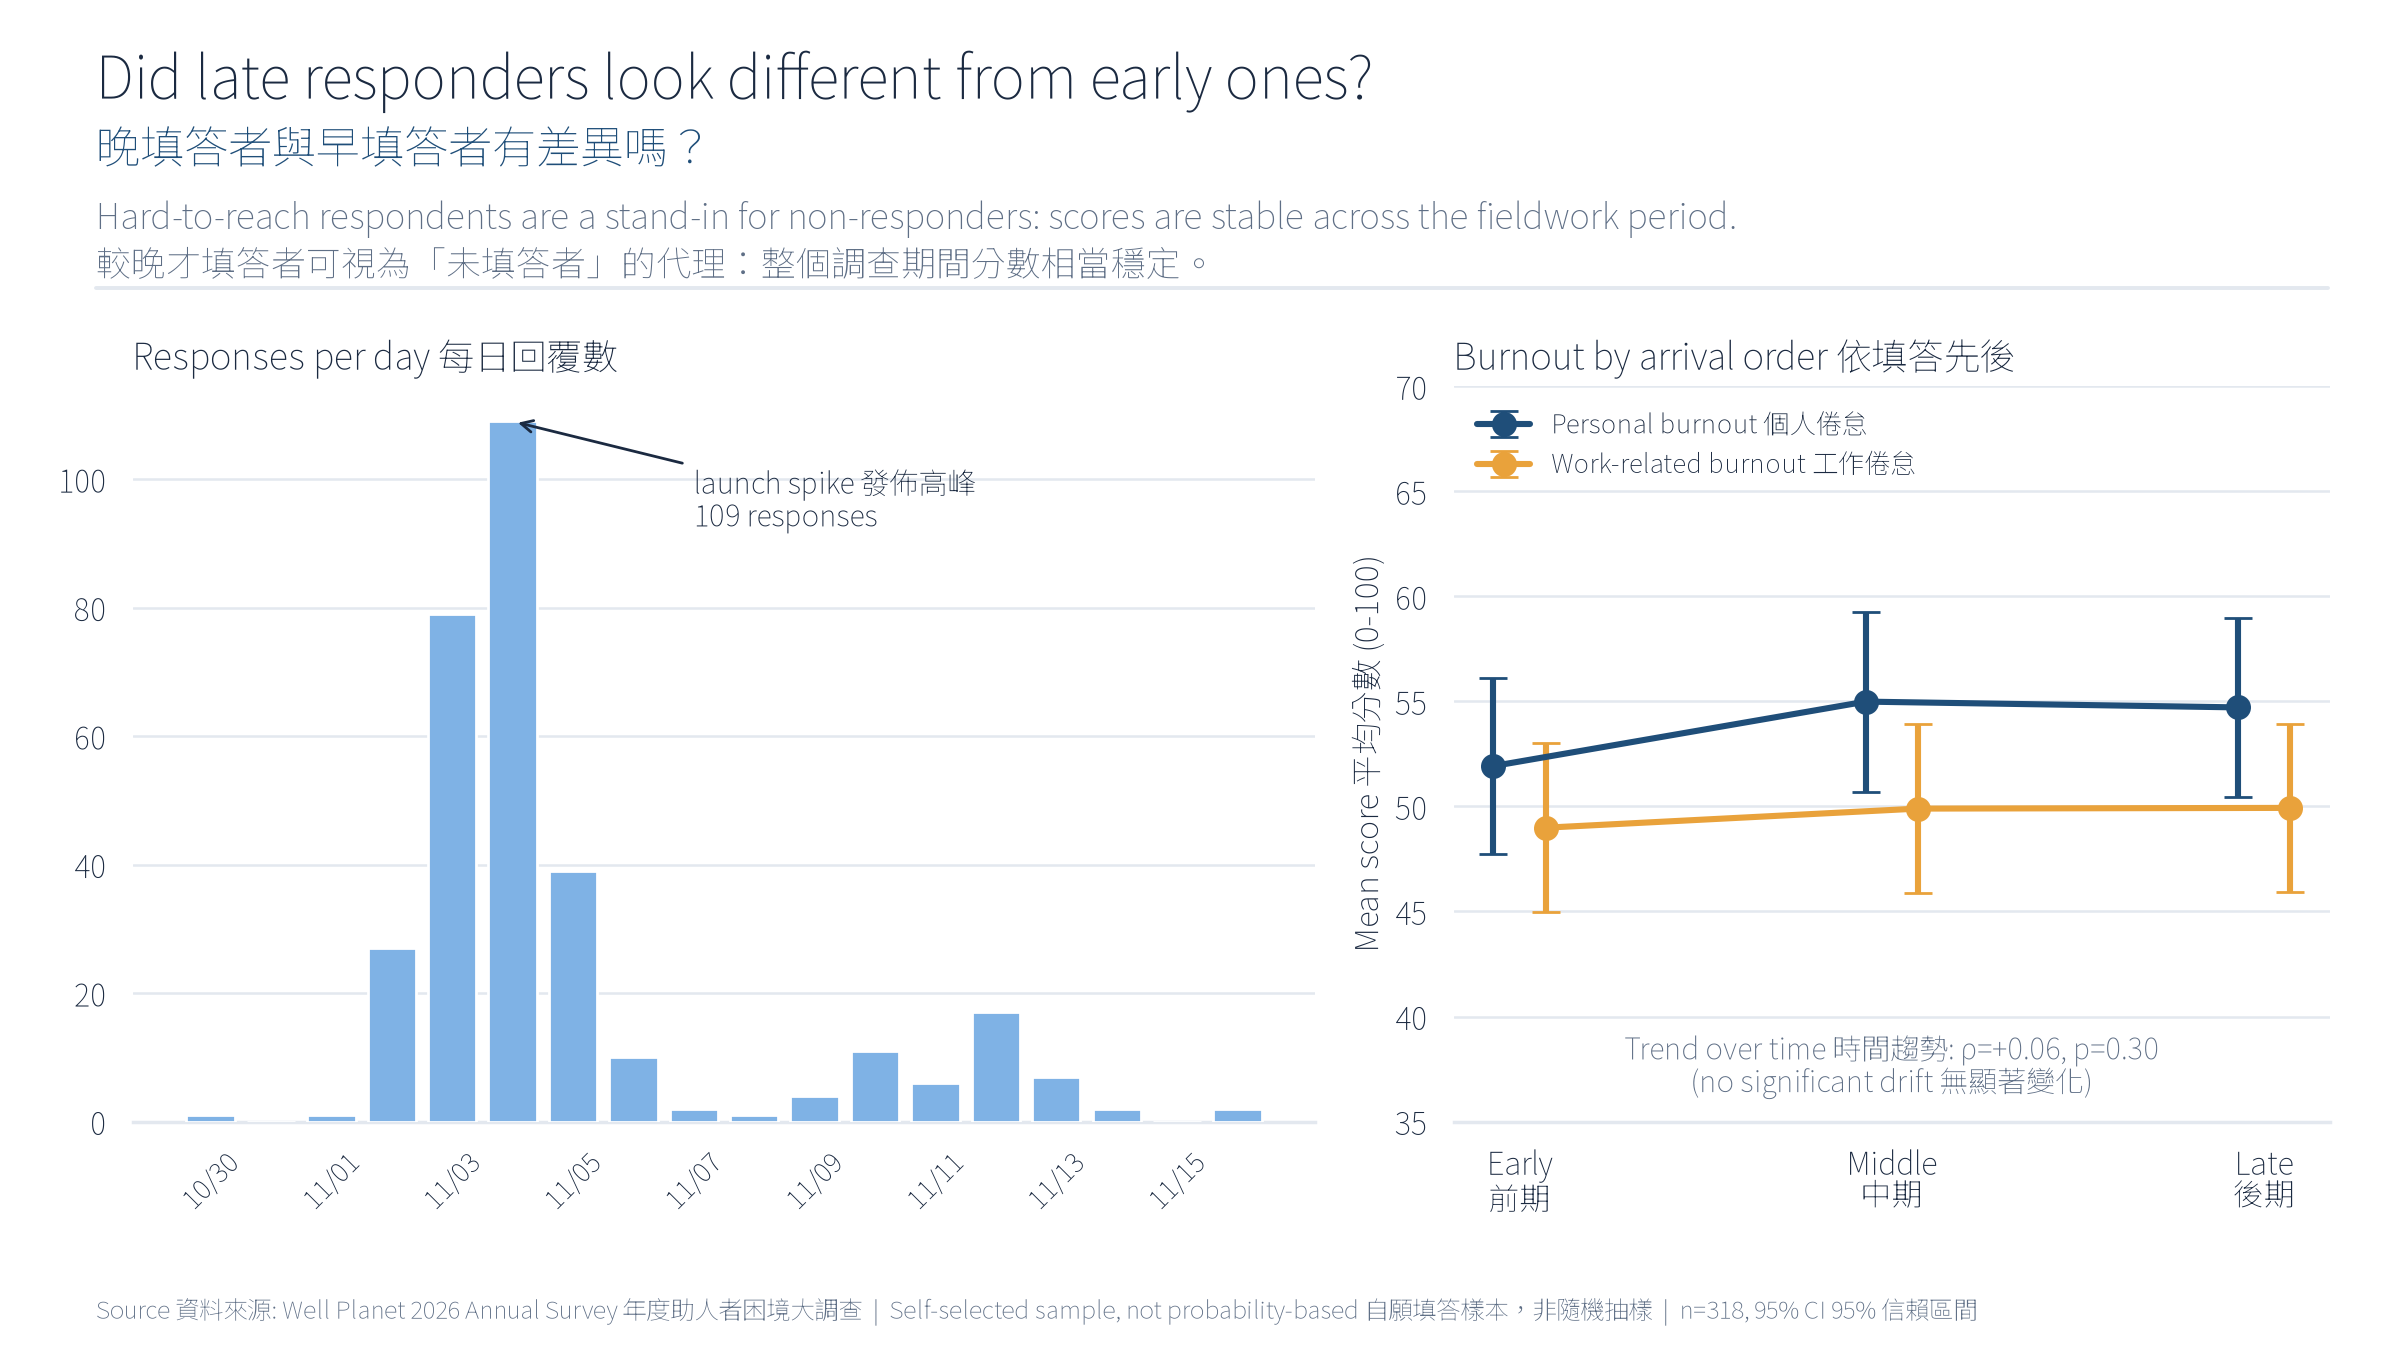 Did late responders look different from early ones?
晚填答者與早填答者有差異嗎？
Hard-to-reach respondents are a stand-in for non-responders: scores are stable across the fieldwork period.
較晚才填答者可視為「未填答者」的代理：整個調查期間分數相當穩定。
Responses per day 每日回覆數
100
80
60
40
20
0
launch spike 發佈高峰
109 responses
10/30
11/01
11/03
11/05
11/07
11/09
11/11
11/13
11/15
Burnout by arrival order 依填答先後
Personal burnout 個人倦怠
Work-related burnout 工作倦怠
Mean score 平均分數 (0-100)
70
65
60
55
50
45
40
35
Trend over time 時間趨勢: ρ=+0.06, p=0.30
(no significant drift 無顯著變化)
Early
前期
Middle
中期
Late
後期
Source 資料來源: Well Planet 2026 Annual Survey 年度助人者困境大調查 | Self-selected sample, not probability-based 自願填答樣本，非隨機抽樣 | n=318, 95% CI 95% 信賴區間